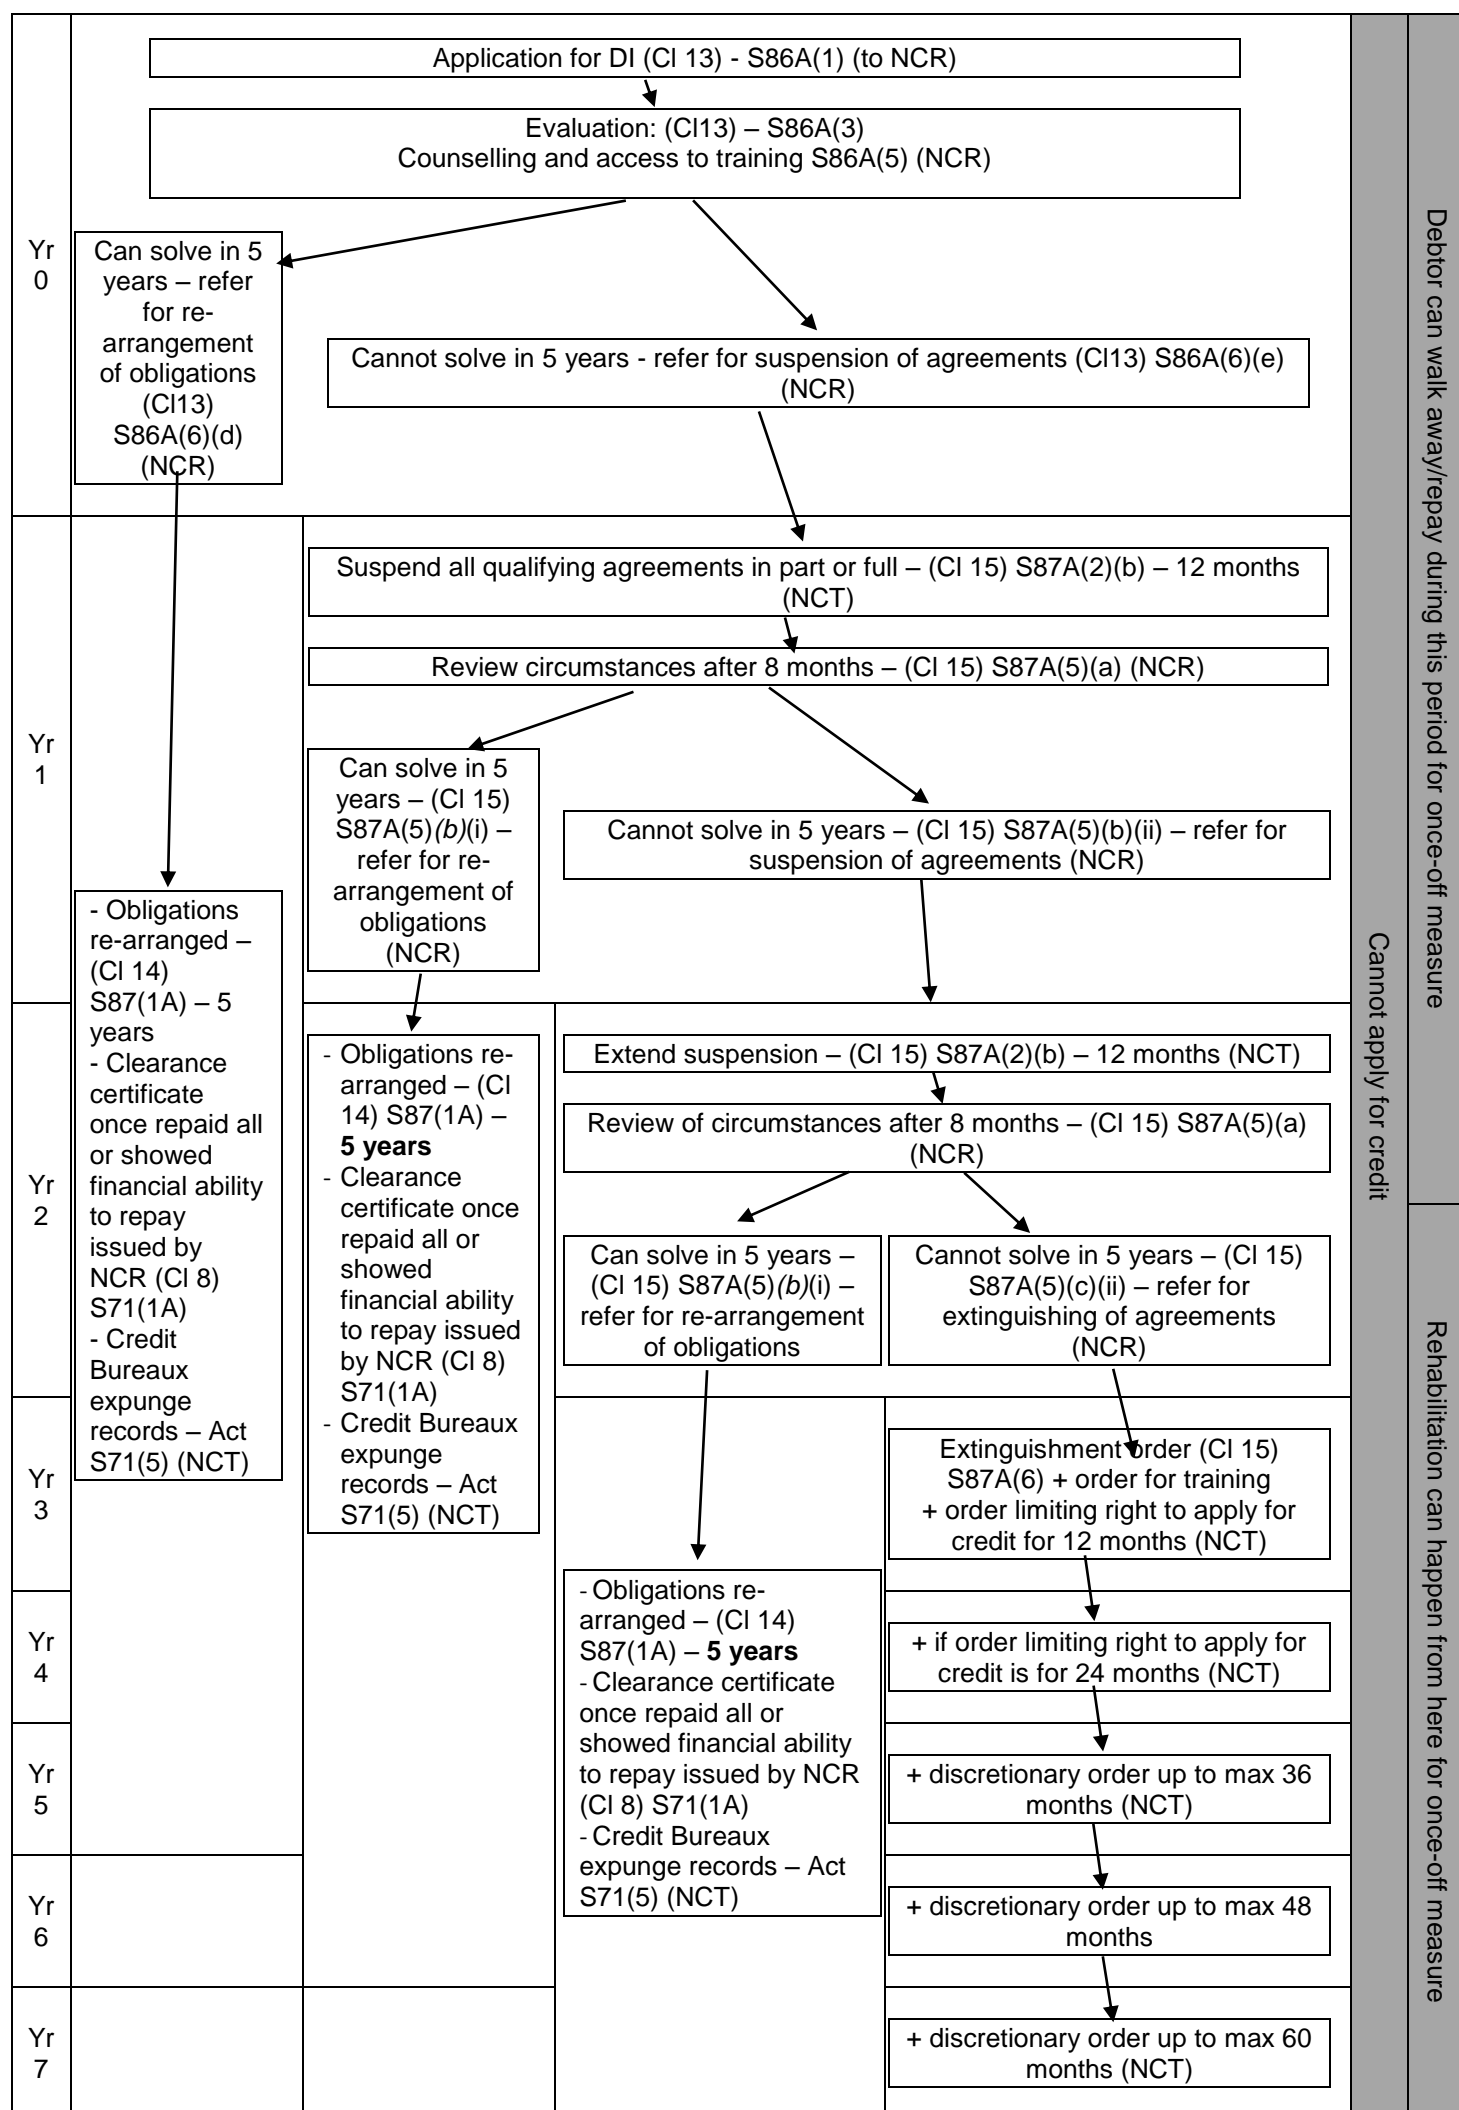 Application for DI (Cl 13) - S86A(1) (to NCR)
Evaluation: (Cl13) – S86A(3)
Counselling and access to training S86A(5) (NCR)
Yr
0
Can solve in 5
years – refer
for re-
arrangement
of obligations
(Cl13)
S86A(6)(d)
(NCR)
Cannot solve in 5 years - refer for suspension of agreements (Cl13) S86A(6)(e)
(NCR)
Yr
1
Suspend all qualifying agreements in part or full – (Cl 15) S87A(2)(b) – 12 months
(NCT)
Review circumstances after 8 months – (Cl 15) S87A(5)(a) (NCR)
Can solve in 5
years – (Cl 15)
S87A(5)(b)(i) –
refer for re-
arrangement of
obligations
(NCR)
Cannot solve in 5 years – (Cl 15) S87A(5)(b)(ii) – refer for
suspension of agreements (NCR)
- Obligations
re-arranged –
(Cl 14)
S87(1A) – 5
years
- Clearance
certificate
once repaid all
or showed
financial ability
to repay
issued by
NCR (Cl 8)
S71(1A)
- Credit
Bureaux
expunge
records – Act
S71(5) (NCT)
Yr
2
- Obligations re-
arranged – (Cl
14) S87(1A) –
5 years
- Clearance
certificate once
repaid all or
showed
financial ability
to repay issued
by NCR (Cl 8)
S71(1A)
- Credit Bureaux
expunge
records – Act
S71(5) (NCT)
Extend suspension – (Cl 15) S87A(2)(b) – 12 months (NCT)
Review of circumstances after 8 months – (Cl 15) S87A(5)(a)
(NCR)
Can solve in 5 years –
(Cl 15) S87A(5)(b)(i) –
refer for re-arrangement
of obligations
Cannot solve in 5 years – (Cl 15)
S87A(5)(c)(ii) – refer for
extinguishing of agreements
(NCR)
Yr
3
Extinguishment order (Cl 15)
S87A(6) + order for training
+ order limiting right to apply for
credit for 12 months (NCT)
- Obligations re-
arranged – (Cl 14)
S87(1A) – 5 years
- Clearance certificate
once repaid all or
showed financial ability
to repay issued by NCR
(Cl 8) S71(1A)
- Credit Bureaux
expunge records – Act
S71(5) (NCT)
Yr
4
+ if order limiting right to apply for
credit is for 24 months (NCT)
Yr
5
+ discretionary order up to max 36
months (NCT)
Yr
6
+ discretionary order up to max 48
months
Yr
7
+ discretionary order up to max 60
months (NCT)
Cannot apply for credit
Debtor can walk away/repay during this period for once-off measure
Rehabilitation can happen from here for once-off measure